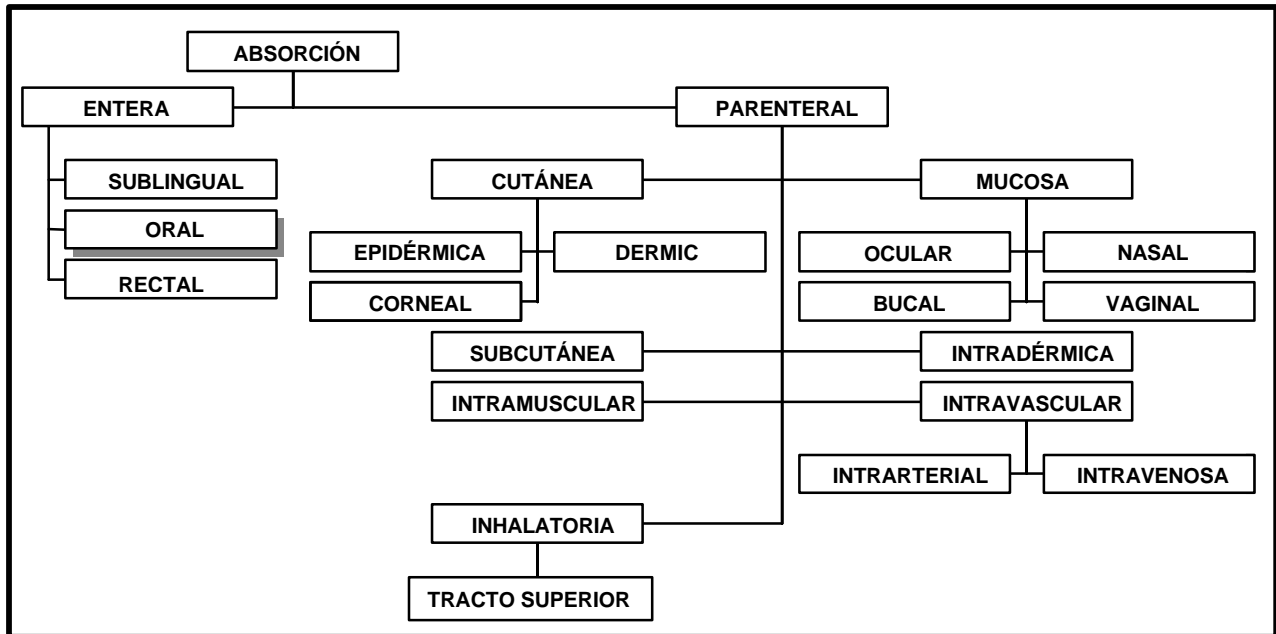 ABSORCIÓN
ENTERA
PARENTERAL
SUBLINGUAL
CUTÁNEA
MUCOSA
ORAL
EPIDÉRMICA
DERMIC
OCULAR
NASAL
RECTAL
CORNEAL
BUCAL
VAGINAL
SUBCUTÁNEA
INTRADÉRMICA
INTRAMUSCULAR
INTRAVASCULAR
INTRARTERIAL
INTRAVENOSA
INHALATORIA
TRACTO SUPERIOR